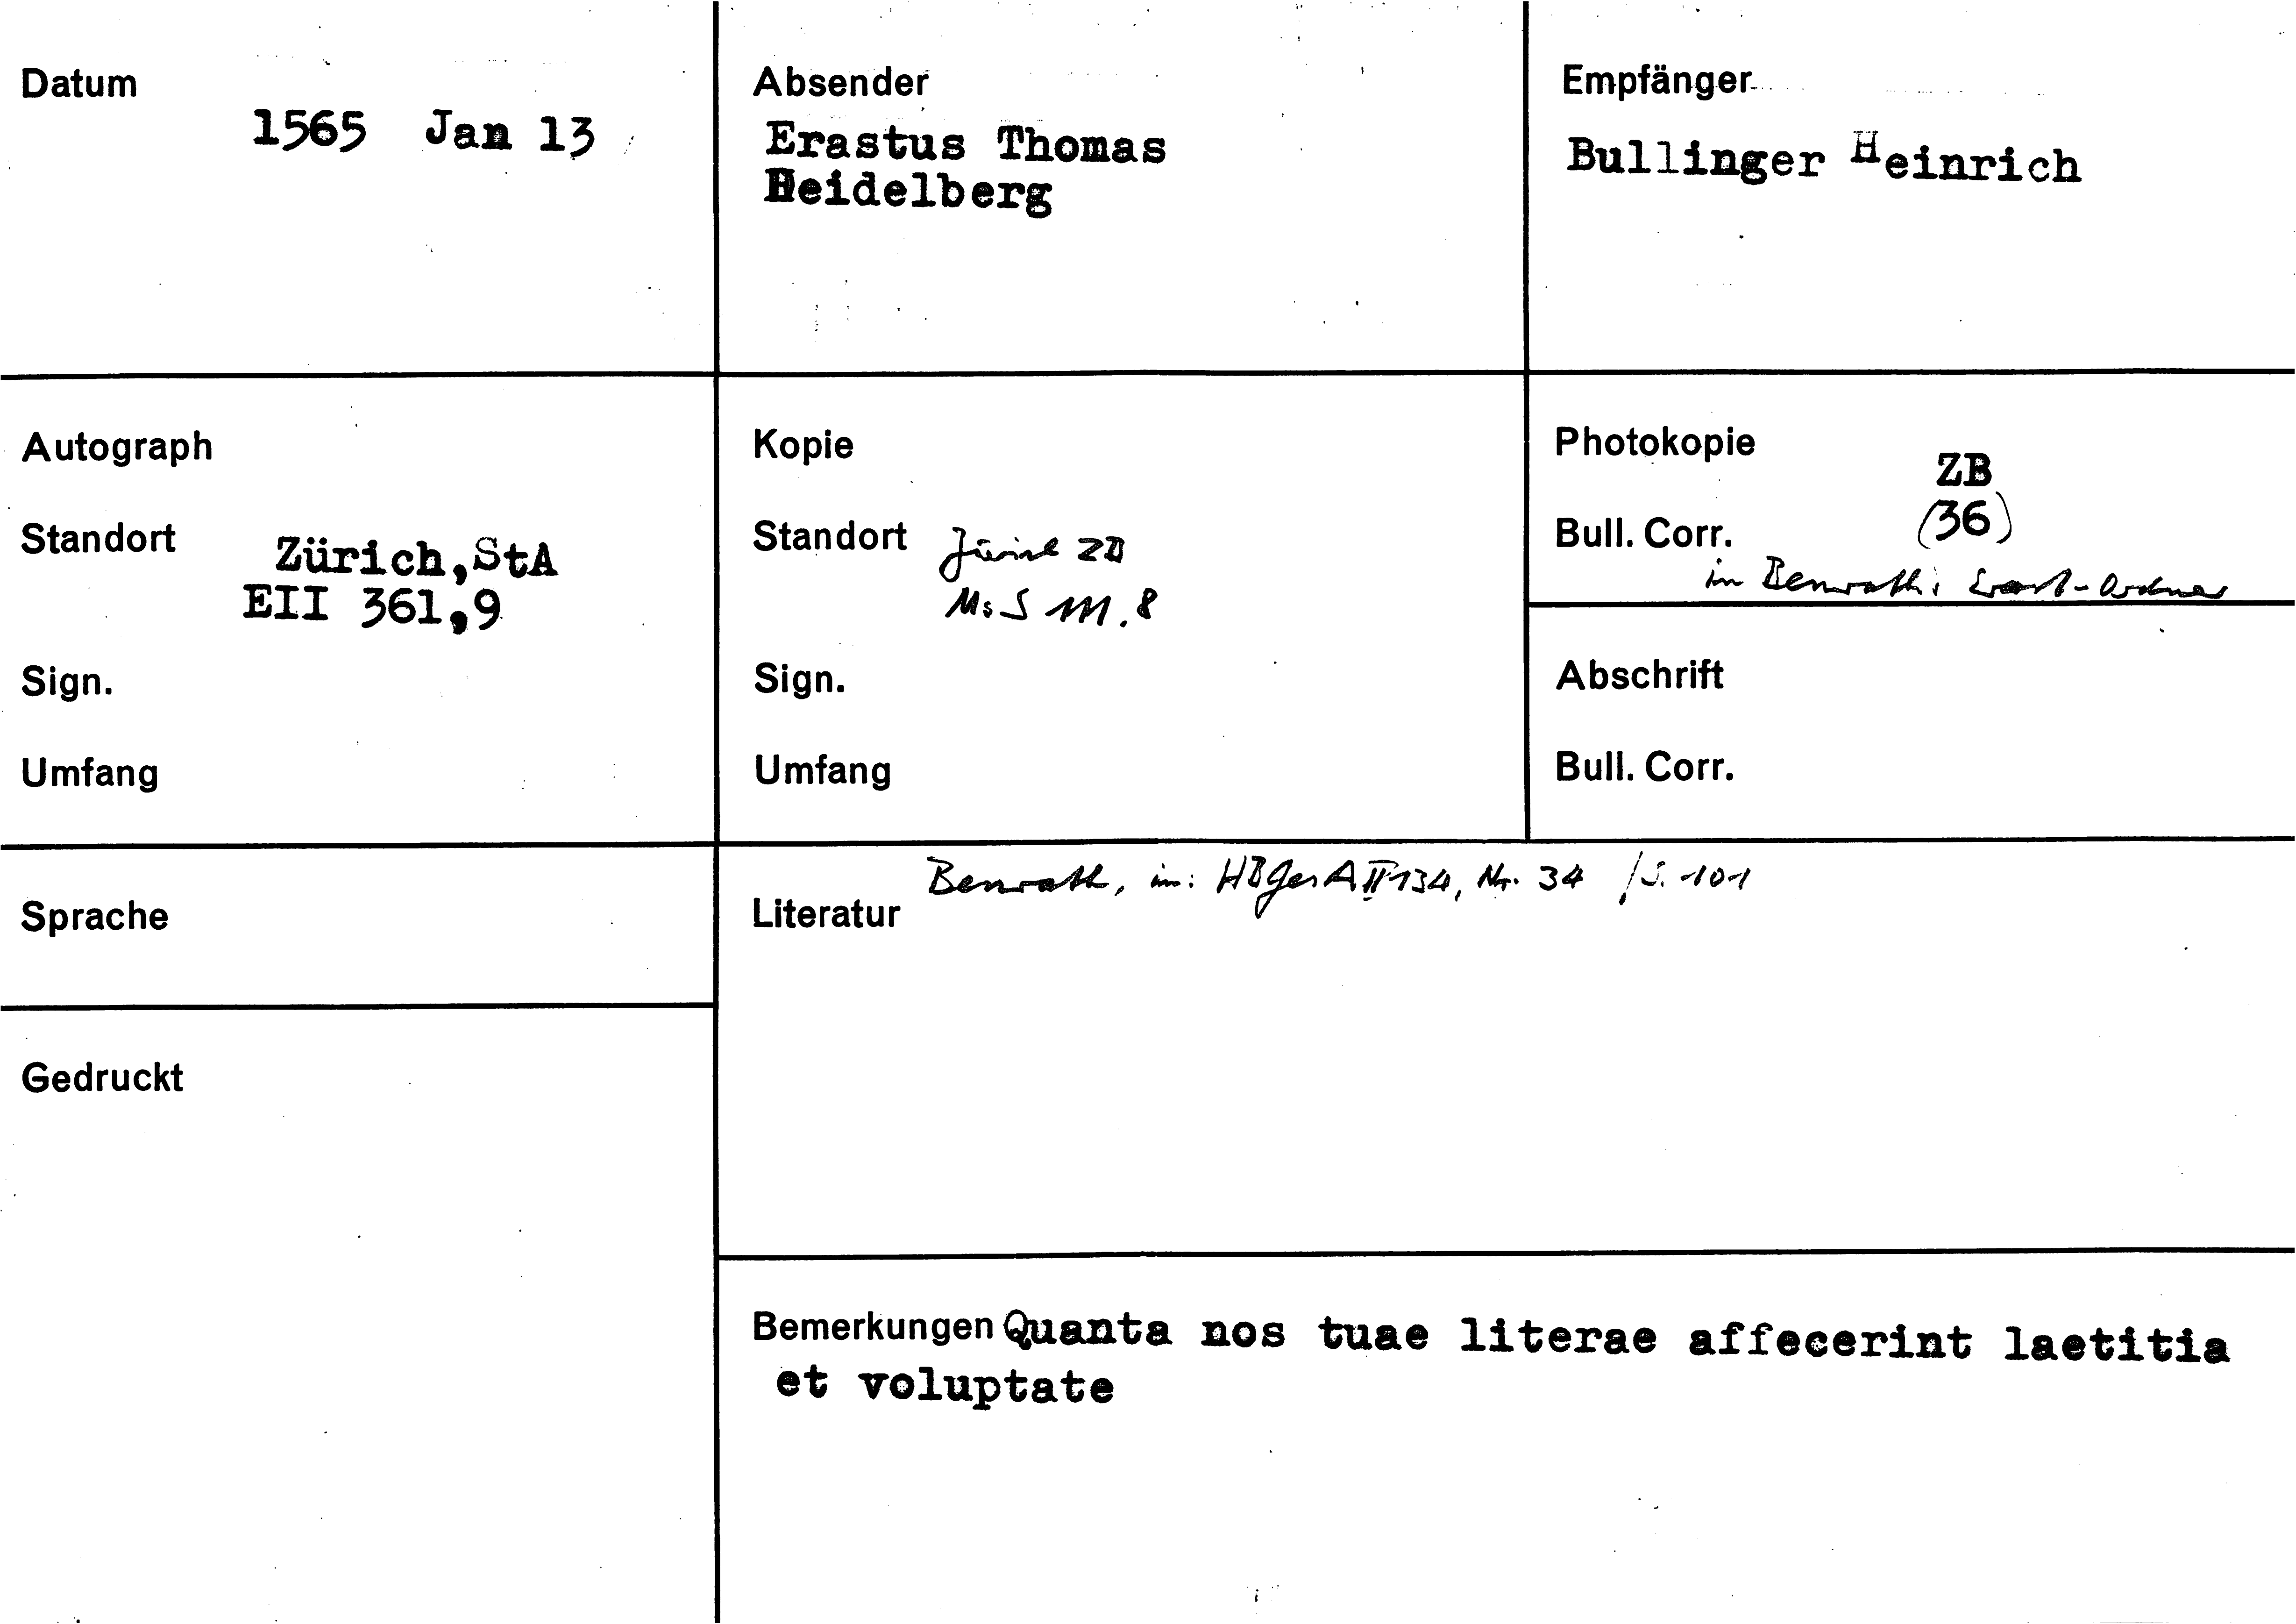 Datum
1565 Jan 13
Absender
Erastus Thomas
Heidelberg
Empfänger
Bullinger Heinrich
Autograph
Standort
Zürich,StA
EII 361,9
Sign.
Umfang
Kopie
Standort Zürich ZB
Ms S 111.8
Sign.
Umfang
Photokopie
ZB
Bull. Corr. (36)
in Benrath: Erast-Ordner
Abschrift
Bull. Corr.
Sprache
Gedruckt
Benrath, in: HBGesA II 134, Nr. 34 / S. 101
Literatur
Bemerkungen Quanta nos tuae literae affecerint laetitia
et voluptate